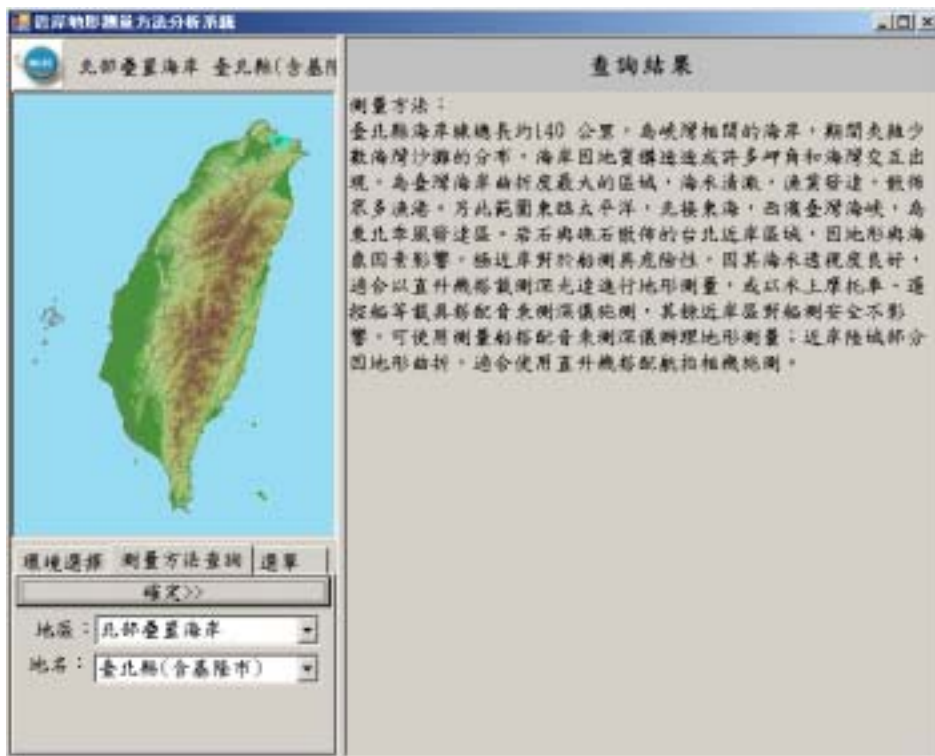 近岸地形測量方法分析系統
北部疊置海岸 臺北縣(含基隆
查詢結果
測量方法：
臺北縣海岸線總長約140 公里，為岬灣相間的海岸，期間夾雜少
數海灣沙灘的分布，海岸因地質構造造成許多岬角和海灣交互出
現，為臺灣海岸曲折度最大的區域，海水清澈，漁業發達，散佈
眾多漁港。另此範圍東臨太平洋，北接東海，西濱臺灣海峽，為
東北季風發達區。岩石與礁石散佈的台北近岸區域，因地形與海
象因素影響，極近岸對於船測具危險性，因其海水透視度良好，
適合以直升機搭載測深光達進行地形測量，或以水上摩托車、遙
控船等載具搭配音束測深儀施測，其餘近岸區對船測安全不影
響，可使用測量船搭配音束測深儀辦理地形測量；近岸陸域部分
因地形曲折，適合使用直升機搭配航拍相機施測。
環境選擇 測量方法查詢 選單
確定>>
地區：北部疊置海岸
地名：臺北縣(含基隆市)